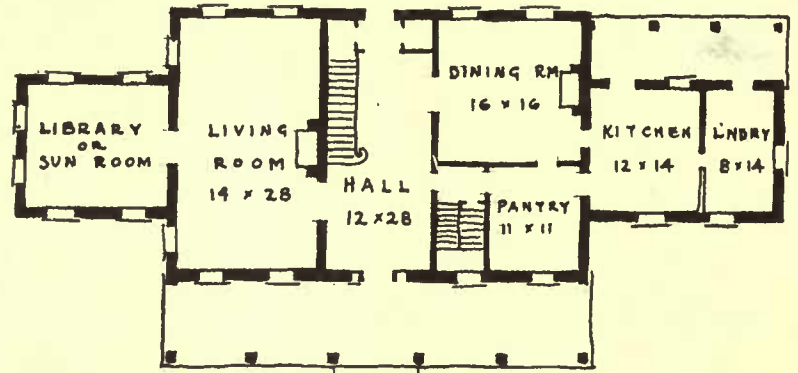 LIBRARY
OR
SUN ROOM
LIVING
ROOM
14 × 28
HALL
12 × 28
DINING RM
16 × 16
PANTRY
11 × 11
KITCHEN
12 × 14
L'NDRY
8 × 14